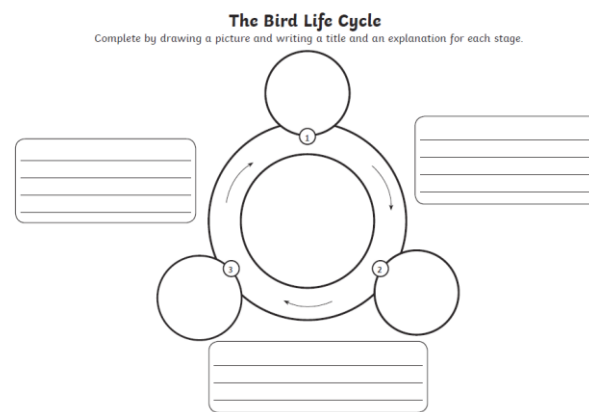 The Bird Life Cycle
Complete by drawing a picture and writing a title and an explanation for each stage.
1
3
2